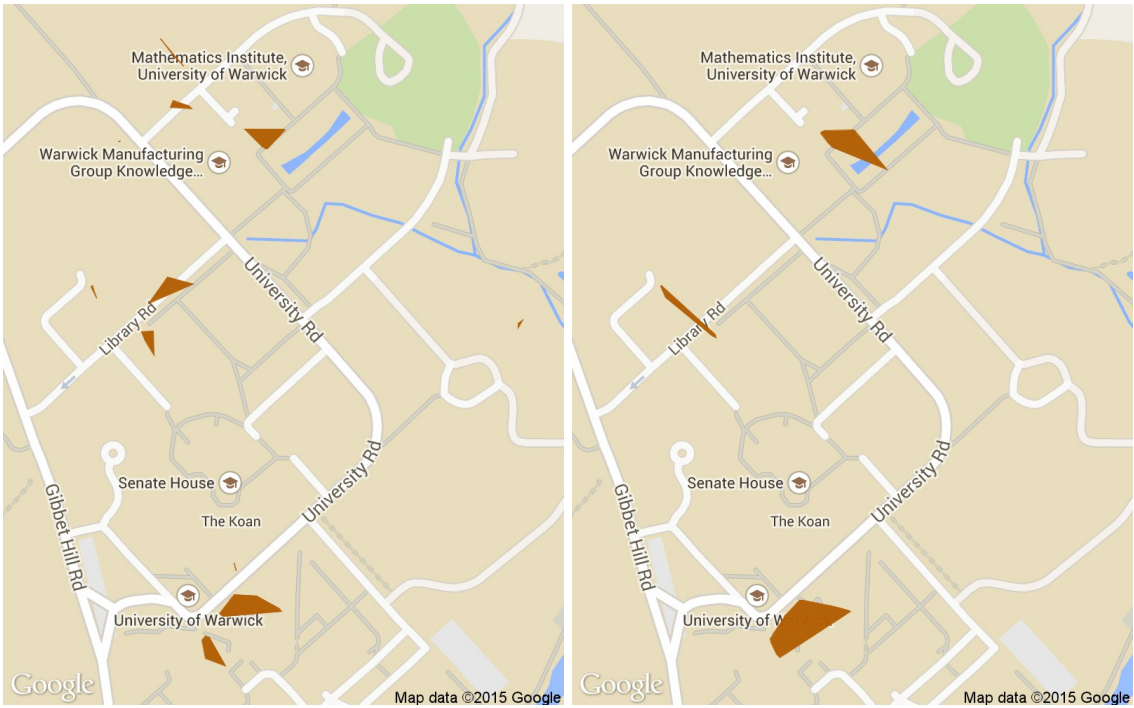 Mathematics Institute,
University of Warwick
Warwick Manufacturing
Group Knowledge...
University Rd
Library Rd
University Rd
Senate House
The Koan
Gibbet Hill Rd
University of Warwick
Google
Map data ©2015 Google
Mathematics Institute,
University of Warwick
Warwick Manufacturing
Group Knowledge...
University Rd
Library Rd
University Rd
Senate House
The Koan
Gibbet Hill Rd
University of Warwick
Google
Map data ©2015 Google